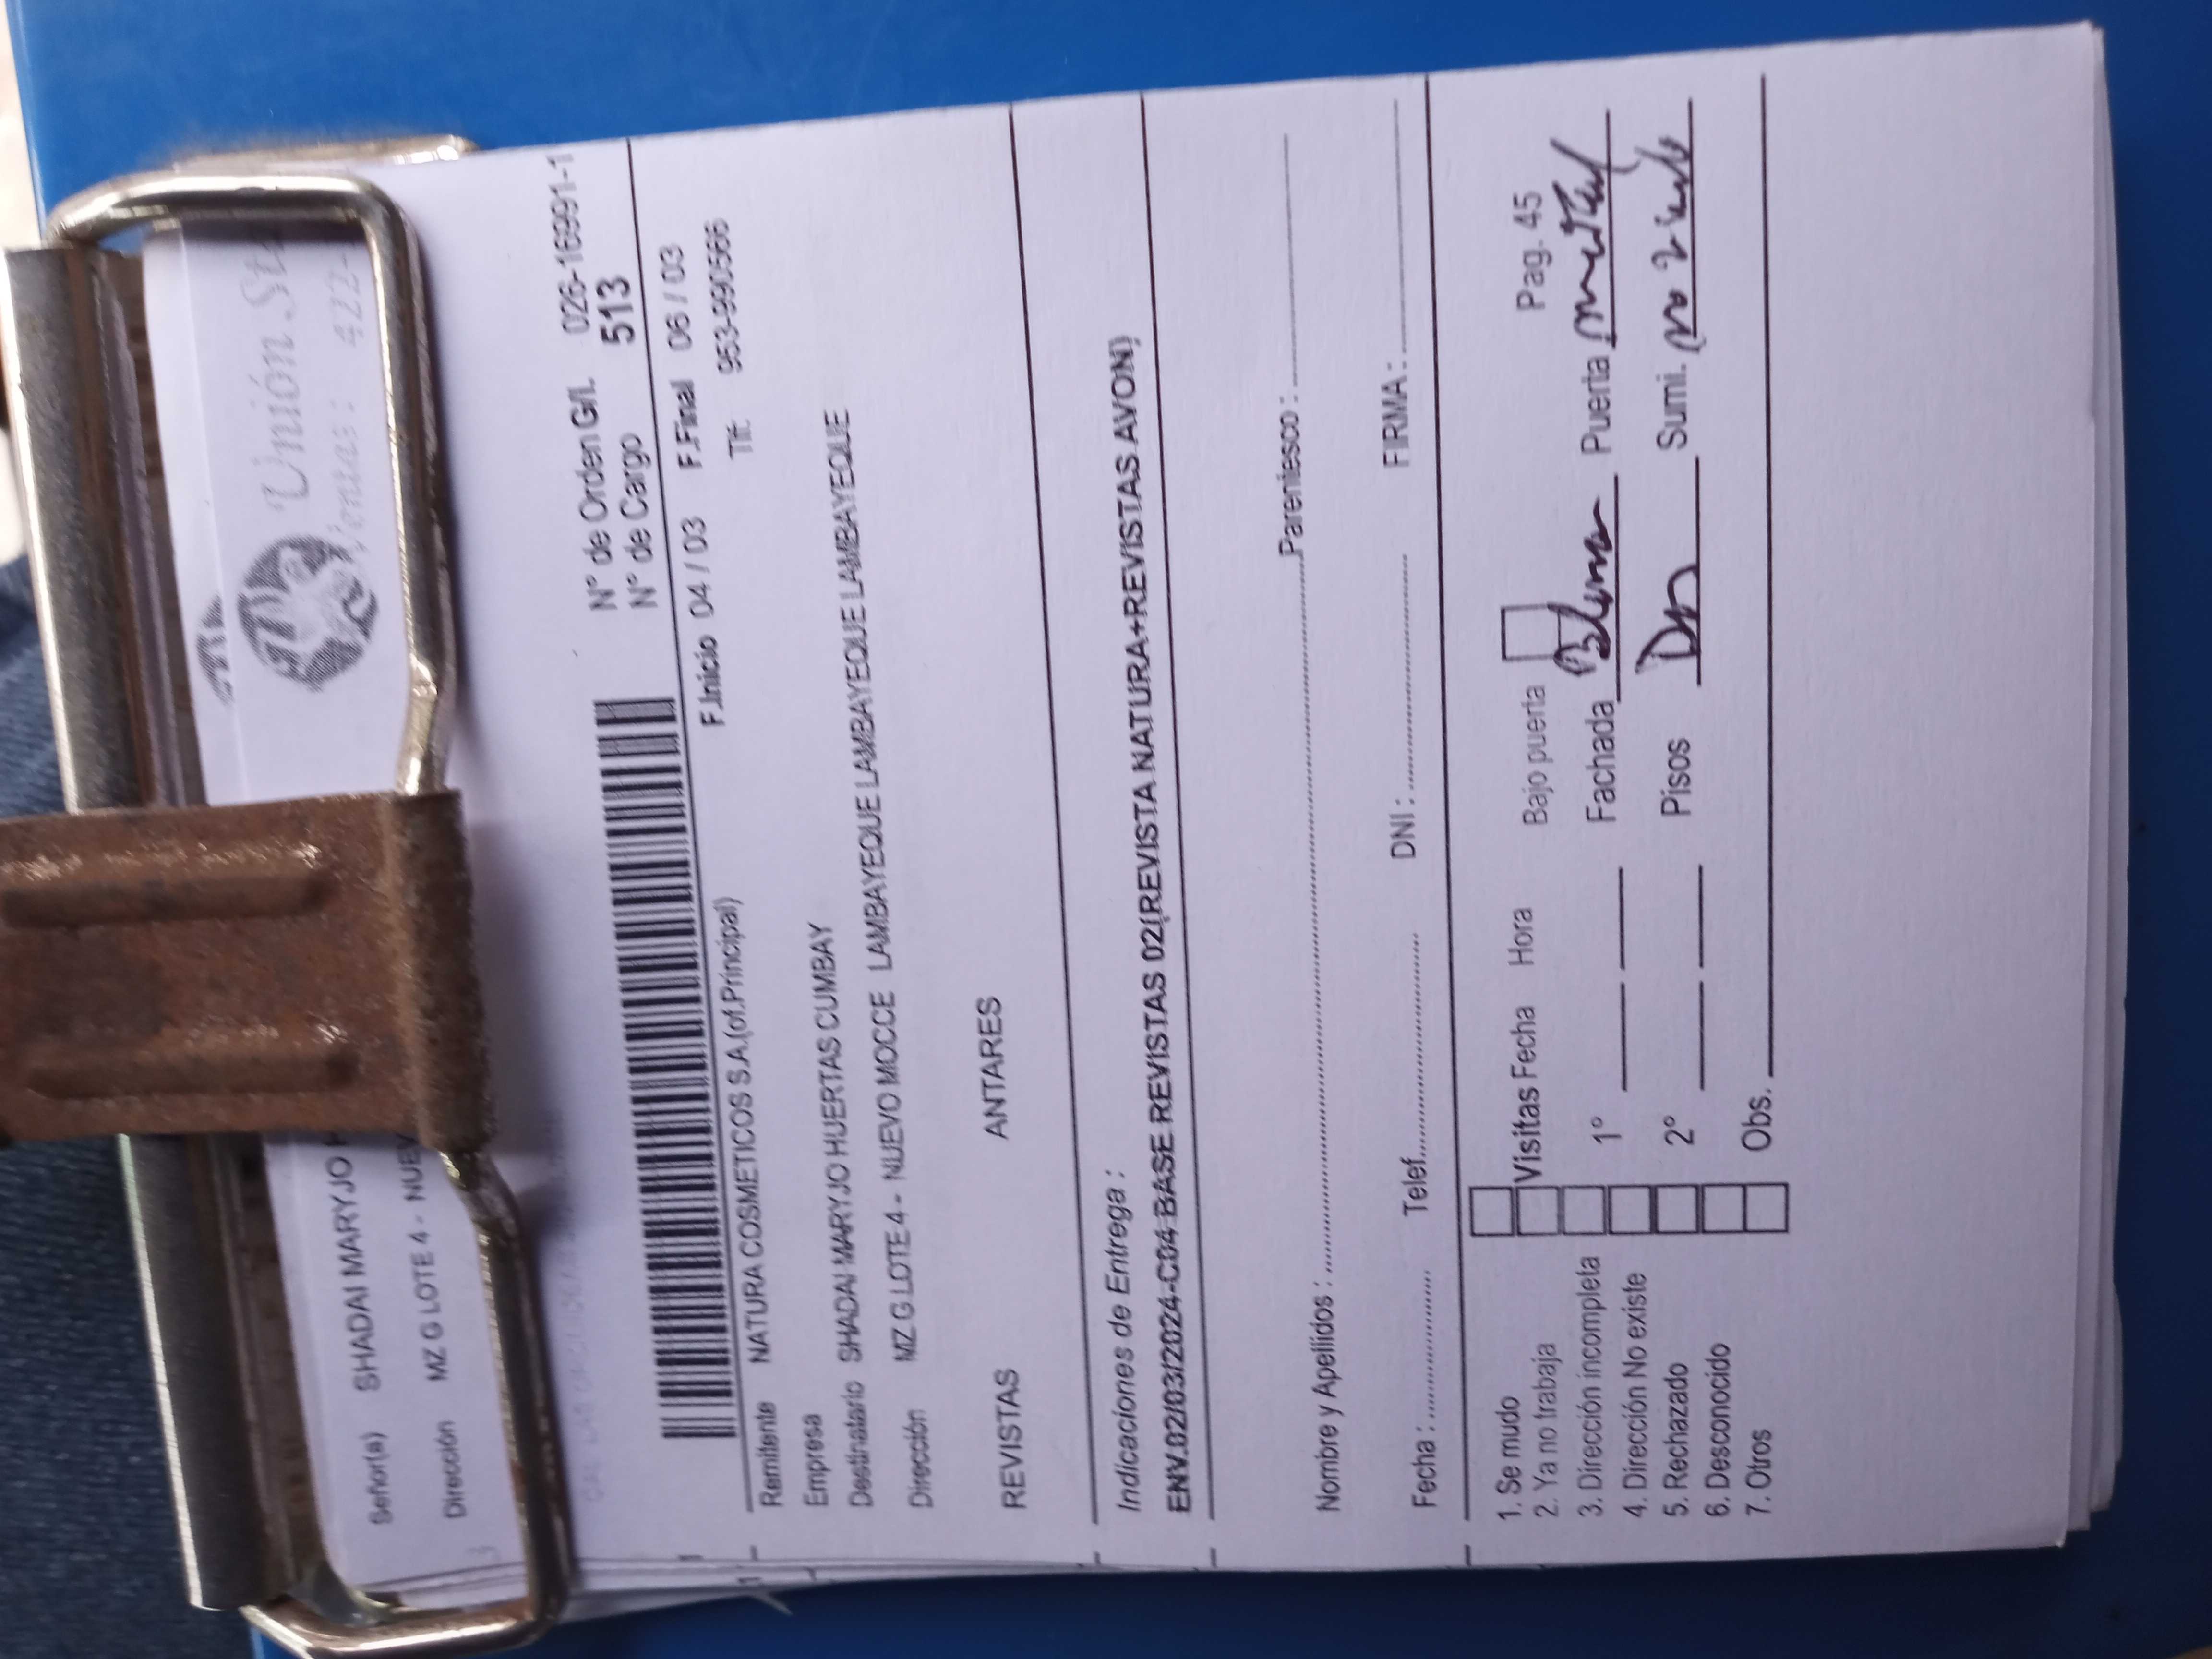 Unión St
Ventas: 422-
Señor(a) SHADAI MARYJO H
Dirección MZ G LOTE 4 - NUEV
N° de Orden G/I. 026-16991-1
N° de Cargo 513
F.Inicio 04 / 03 F.Final 06 / 03
Remitente NATURA COSMETICOS S.A.(of.Principal) Tlf: 953-990566
Empresa
Destinatario SHADAI MARYJO HUERTAS CUMBAY
Dirección MZ G LOTE 4 - NUEVO MOCCE LAMBAYEQUE LAMBAYEQUE LAMBAYEQUE LAMBAYEQUE
REVISTAS ANTARES
Indicaciones de Entrega :
ENV.02/03/2024-C04-BASE REVISTAS 02(REVISTA NATURA+REVISTAS AVON)
Nombre y Apellidos : Parentesco :
Fecha : Telef. DNI : FIRMA :
1. Se mudo Bajo puerta Pag. 45
2. Ya no trabaja Visitas Fecha Hora
3. Dirección incompleta 1° Fachada Blanca Puerta metal
4. Dirección No existe
5. Rechazado 2° Pisos Dos Sumi.
6. Desconocido
7. Otros Obs.